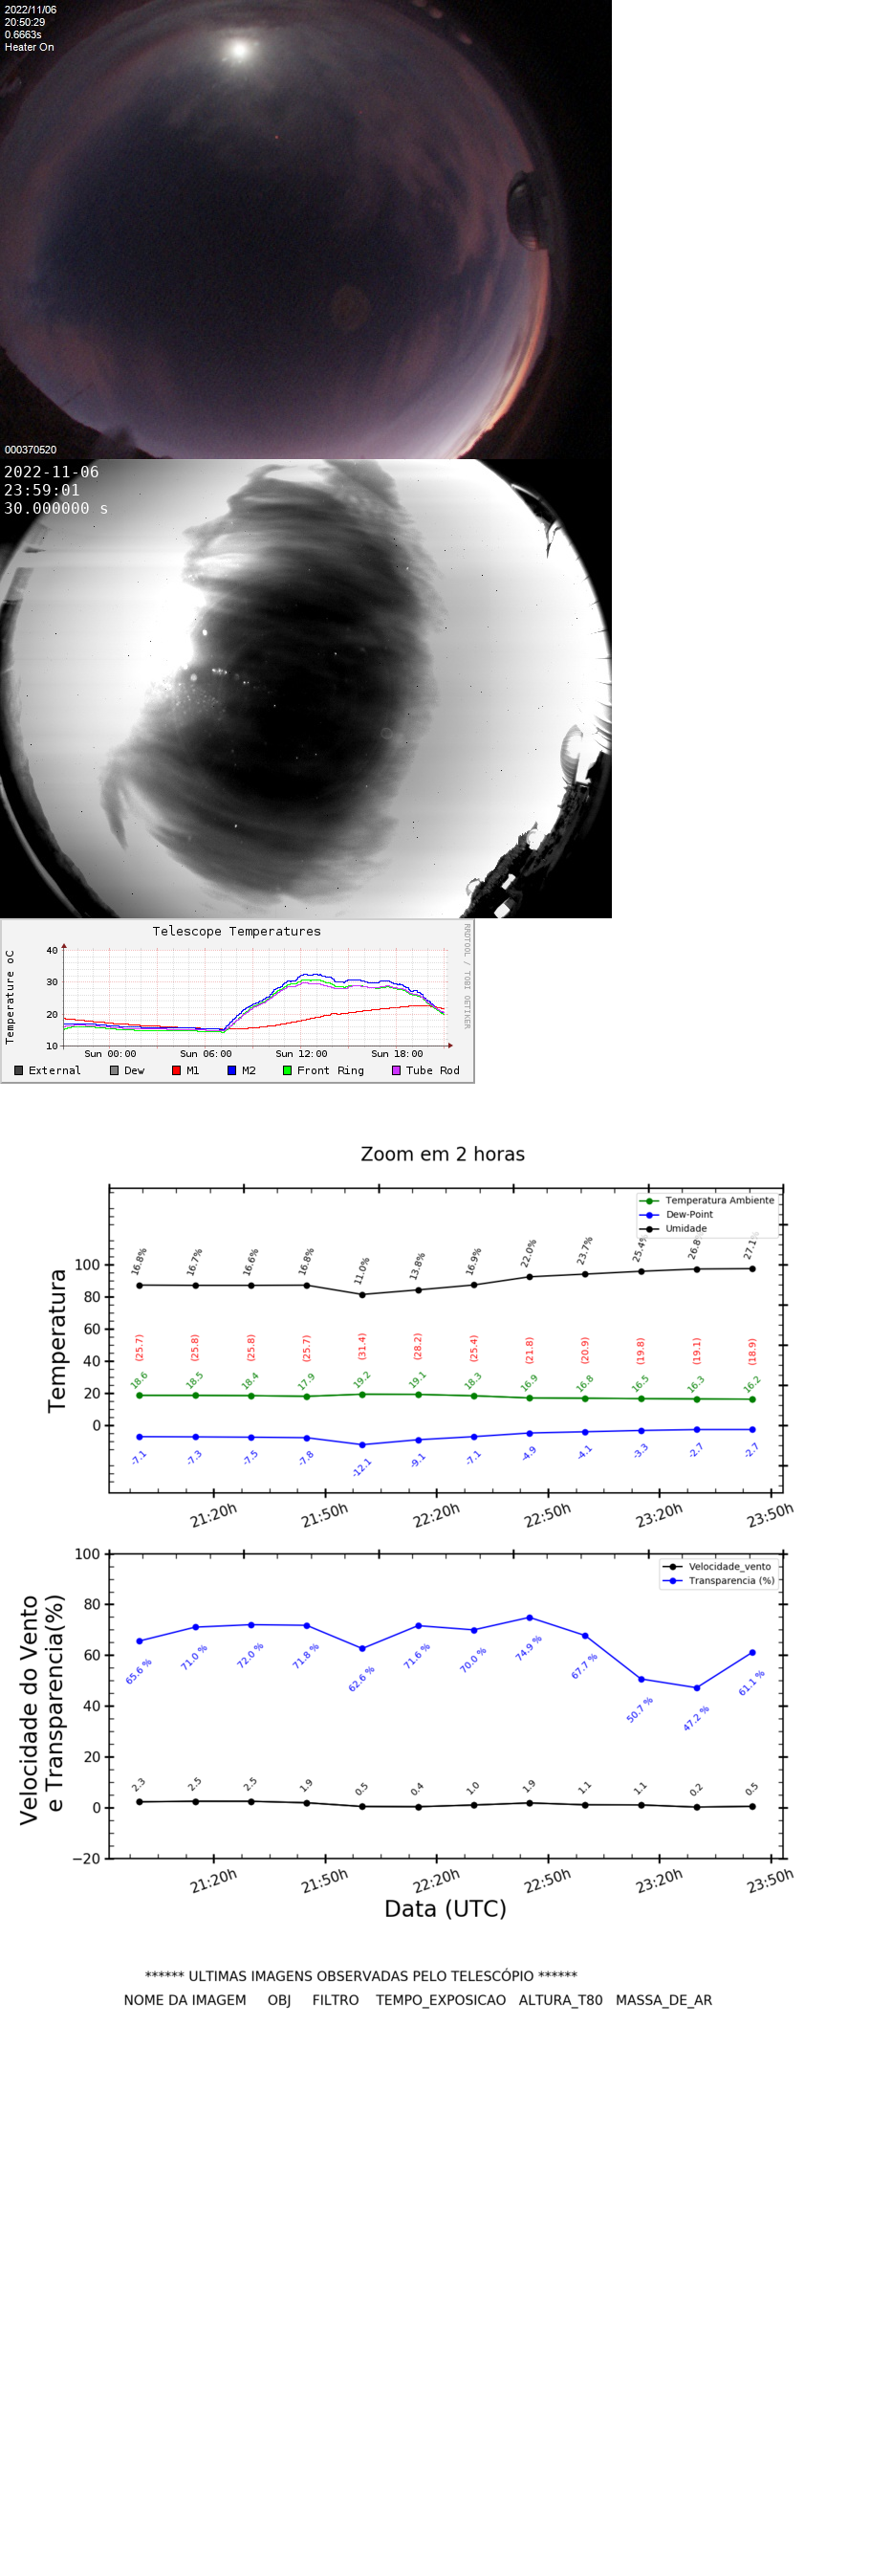 2022/11/06
20:50:29
0.6663s
Heater On
000370520
2022-11-06
23:59:01
30.000000 s
Telescope Temperatures
Temperature oC
RRDTOOL / TOBI OETIKER
40
30
20
10
Sun 00:00 Sun 06:00 Sun 12:00 Sun 18:00
External Dew M1 M2 Front Ring Tube Rod
Zoom em 2 horas
Temperatura Ambiente
Dew-Point
Umidade
Temperatura
100
80
60
40
20
0
16.8% 16.7% 16.6% 16.8% 11.0% 13.8% 16.9% 22.0% 23.7% 25.4% 26.8 27.1%
(25.7) (25.8) (25.8) (25.7) (31.4) (28.2) (25.4) (21.8) (20.9) (19.8) (19.1) (18.9)
18.6 18.5 18.4 17.9 19.2 19.1 18.3 16.9 16.8 16.5 16.3 16.2
-7.1 -7.3 -7.5 -7.8 -12.1 -9.1 -7.1 -4.9 -4.1 -3.3 -2.7 -2.7
21:20h 21:50h 22:20h 22:50h 23:20h 23:50h
Velocidade_vento
Transparencia (%)
Velocidade do Vento
e Transparencia(%)
100
80
60
40
20
0
−20
65.6 % 71.0 % 72.0 % 71.8 % 62.6 % 71.6 % 70.0 % 74.9 % 67.7 % 50.7 % 47.2 % 61.1 %
2.3 2.5 2.5 1.9 0.5 0.4 1.0 1.9 1.1 1.1 0.2 0.5
21:20h 21:50h 22:20h 22:50h 23:20h 23:50h
Data (UTC)
****** ULTIMAS IMAGENS OBSERVADAS PELO TELESCÓPIO ******
NOME DA IMAGEM OBJ FILTRO TEMPO_EXPOSICAO ALTURA_T80 MASSA_DE_AR